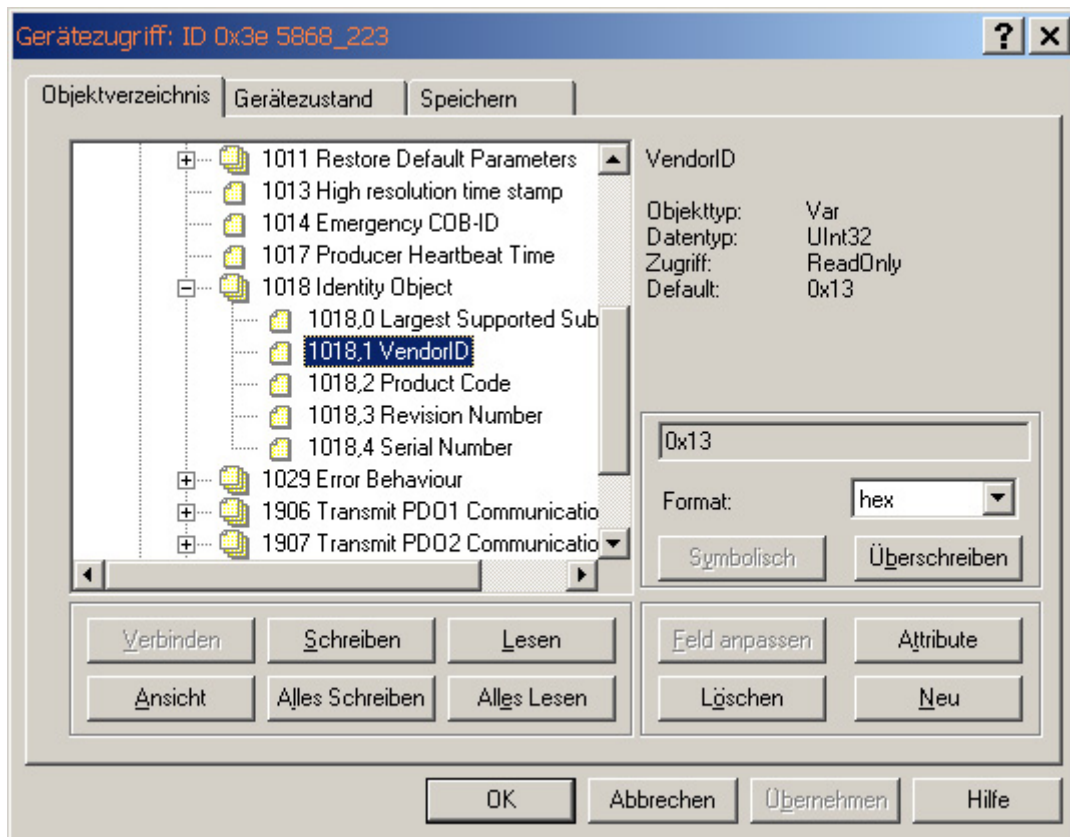 Gerätezugriff: ID 0x3e 5868_223
Objektverzeichnis Gerätezustand Speichern
1011 Restore Default Parameters
1013 High resolution time stamp
1014 Emergency COB-ID
1017 Producer Heartbeat Time
1018 Identity Object
1018,0 Largest Supported Sub
1018,1 VendorID
1018,2 Product Code
1018,3 Revision Number
1018,4 Serial Number
1029 Error Behaviour
1906 Transmit PDO1 Communicatio
1907 Transmit PDO2 Communicatio
VendorID
Objekttyp: Var
Datentyp: UInt32
Zugriff: ReadOnly
Default: 0x13
0x13
Format: hex
Symbolisch Überschreiben
Verbinden Schreiben Lesen
Ansicht Alles Schreiben Alles Lesen
Feld anpassen Attribute
Löschen Neu
OK Abbrechen Übernehmen Hilfe